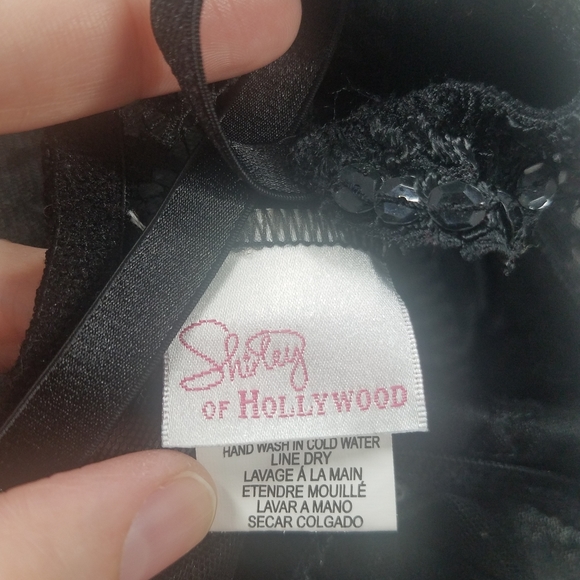 Shirley
OF HOLLYWOOD
HAND WASH IN COLD WATER
LINE DRY
LAVAGE Á LA MAIN
ETENDRE MOUILLÉ
LAVAR A MANO
SECAR COLGADO